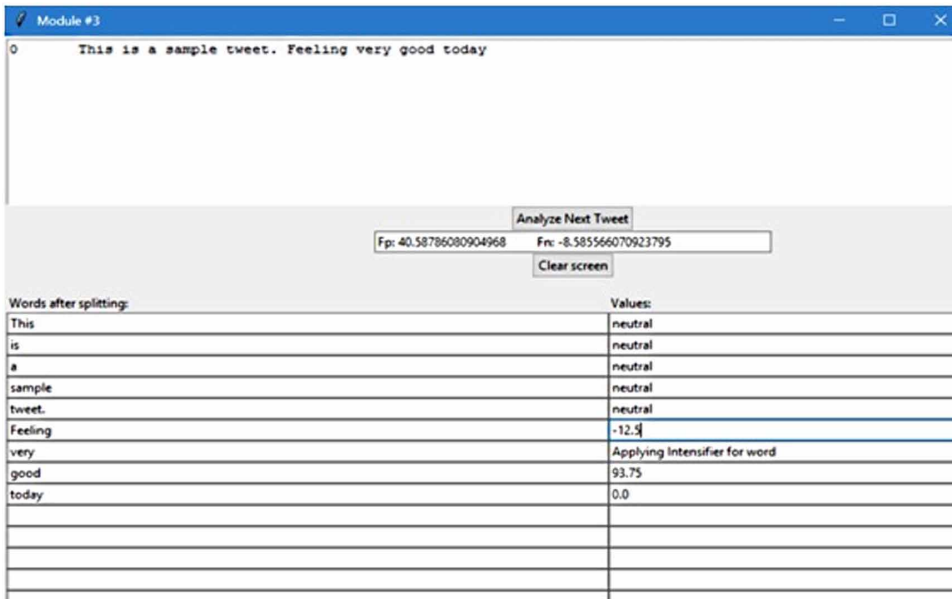 Module #3
0 This is a sample tweet. Feeling very good today
Analyze Next Tweet
Fp: 40.58786080904968 Fn: -8.585566070923795
Clear screen
Words after splitting: Values:
This neutral
is neutral
a neutral
sample neutral
tweet. neutral
Feeling -12.5
very Applying Intensifier for word
good 93.75
today 0.0